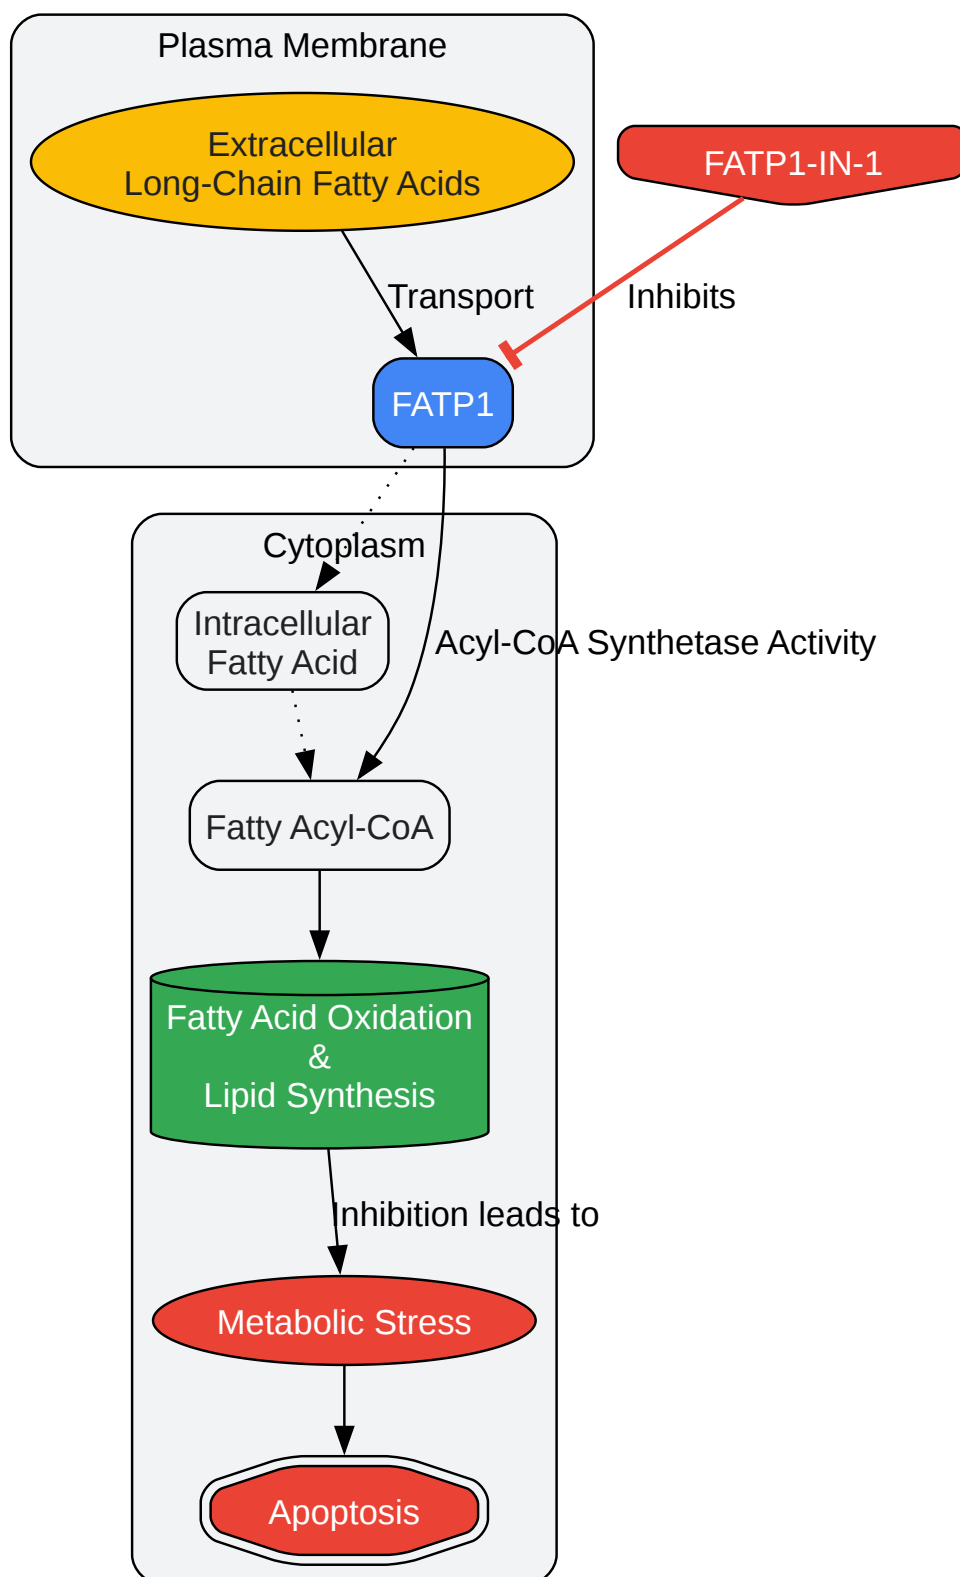 Plasma Membrane
Extracellular
Long-Chain Fatty Acids
FATP1-IN-1
Transport
Inhibits
FATP1
Cytoplasm
Intracellular
Fatty Acid
Acyl-CoA Synthetase Activity
Fatty Acyl-CoA
Fatty Acid Oxidation
&
Lipid Synthesis
Inhibition leads to
Metabolic Stress
Apoptosis